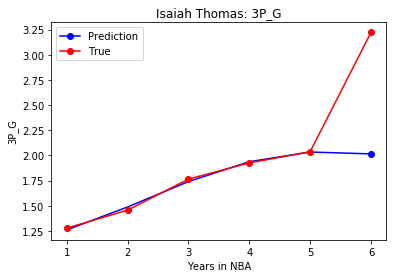 Isaiah Thomas: 3P_G
Prediction
True
3P_G
3.25
3.00
2.75
2.50
2.25
2.00
1.75
1.50
1.25
1 2 3 4 5 6
Years in NBA